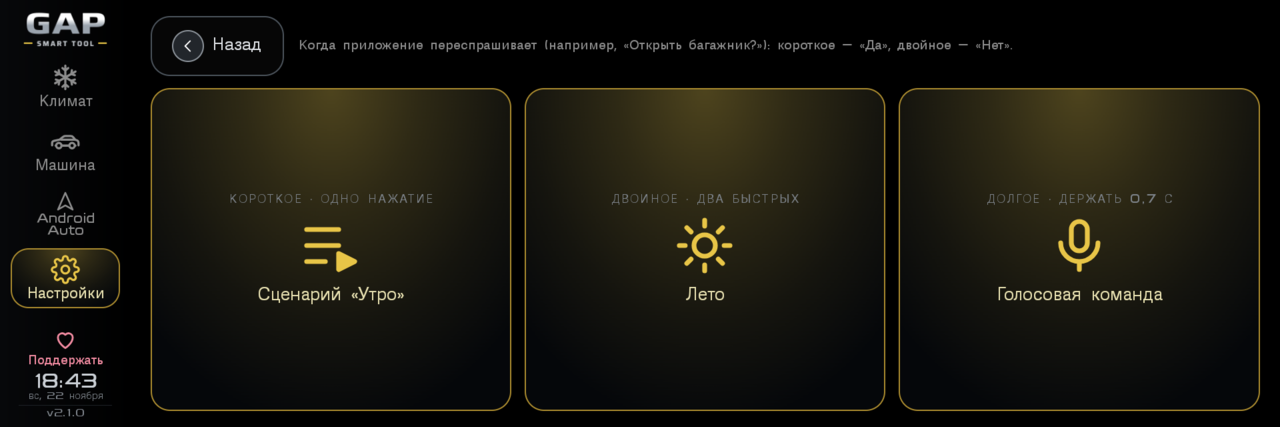 GAP
SMART TOOL
Климат
Машина
Android
Auto
Настройки
Поддержать
18:43
вс, 22 ноября
v2.1.0
Назад
Когда приложение переспрашивает (например, «Открыть багажник?»): короткое — «Да», двойное — «Нет».
КОРОТКОЕ · ОДНО НАЖАТИЕ
Сценарий «Утро»
ДВОЙНОЕ · ДВА БЫСТРЫХ
Лето
ДОЛГОЕ · ДЕРЖАТЬ 0,7 С
Голосовая команда